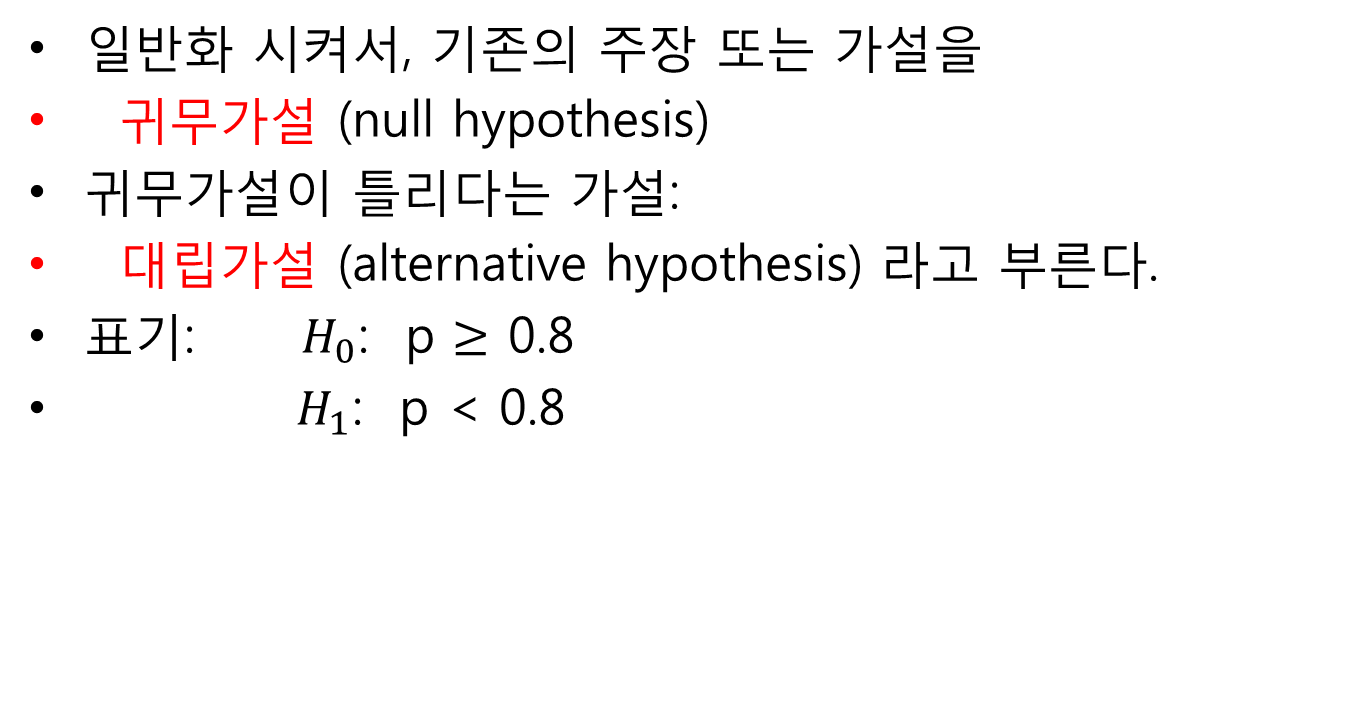 • 일반화 시켜서, 기존의 주장 또는 가설을
• 귀무가설 (null hypothesis)
• 귀무가설이 틀리다는 가설:
• 대립가설 (alternative hypothesis) 라고 부른다.
• 표기: H₀: p ≥ 0.8
• H₁: p < 0.8